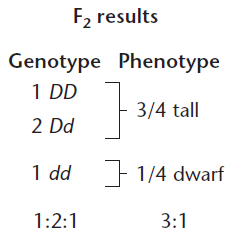 F₂ results
Genotype Phenotype
1 DD
3/4 tall
2 Dd
1 dd 1/4 dwarf
1:2:1 3:1